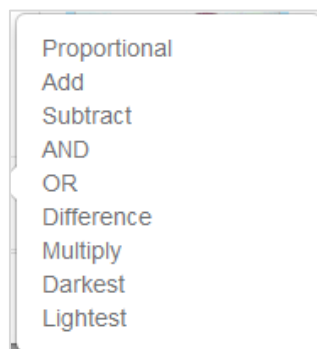 Proportional
Add
Subtract
AND
OR
Difference
Multiply
Darkest
Lightest